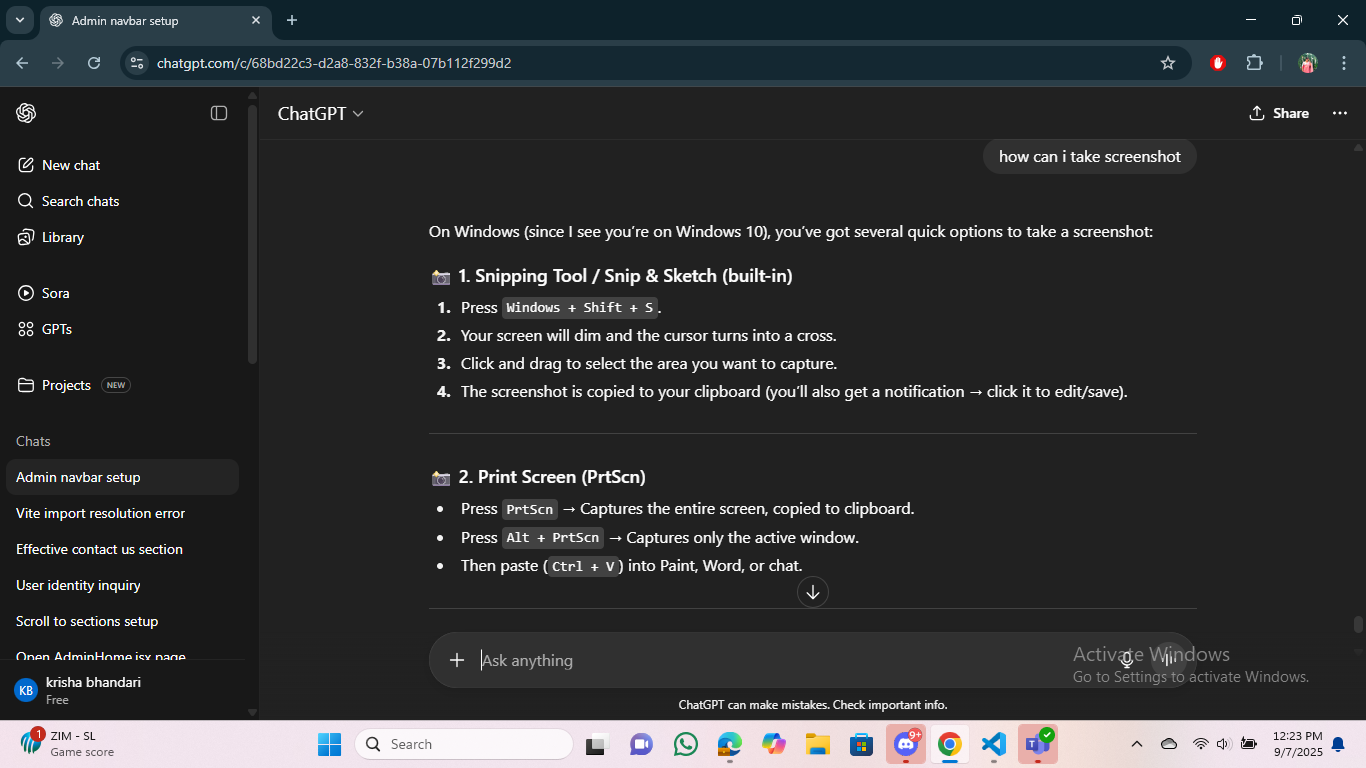 Admin navbar setup
chatgpt.com/c/68bd22c3-d2a8-832f-b38a-07b112f299d2
ChatGPT
Share
New chat
Search chats
Library
Sora
GPTs
Projects NEW
Chats
Admin navbar setup
Vite import resolution error
Effective contact us section
User identity inquiry
Scroll to sections setup
Open AdminHome.jsx page
KB
krisha bhandari
Free
how can i take screenshot
On Windows (since I see you're on Windows 10), you've got several quick options to take a screenshot:
📸 1. Snipping Tool / Snip & Sketch (built-in)
1. Press Windows + Shift + S.
2. Your screen will dim and the cursor turns into a cross.
3. Click and drag to select the area you want to capture.
4. The screenshot is copied to your clipboard (you'll also get a notification → click it to edit/save).
📸 2. Print Screen (PrtScn)
• Press PrtScn → Captures the entire screen, copied to clipboard.
• Press Alt + PrtScn → Captures only the active window.
• Then paste (Ctrl + V) into Paint, Word, or chat.
Ask anything
Activate Windows
Go to Settings to activate Windows.
ChatGPT can make mistakes. Check important info.
1
ZIM - SL
Game score
Search
9+
12:23 PM
9/7/2025